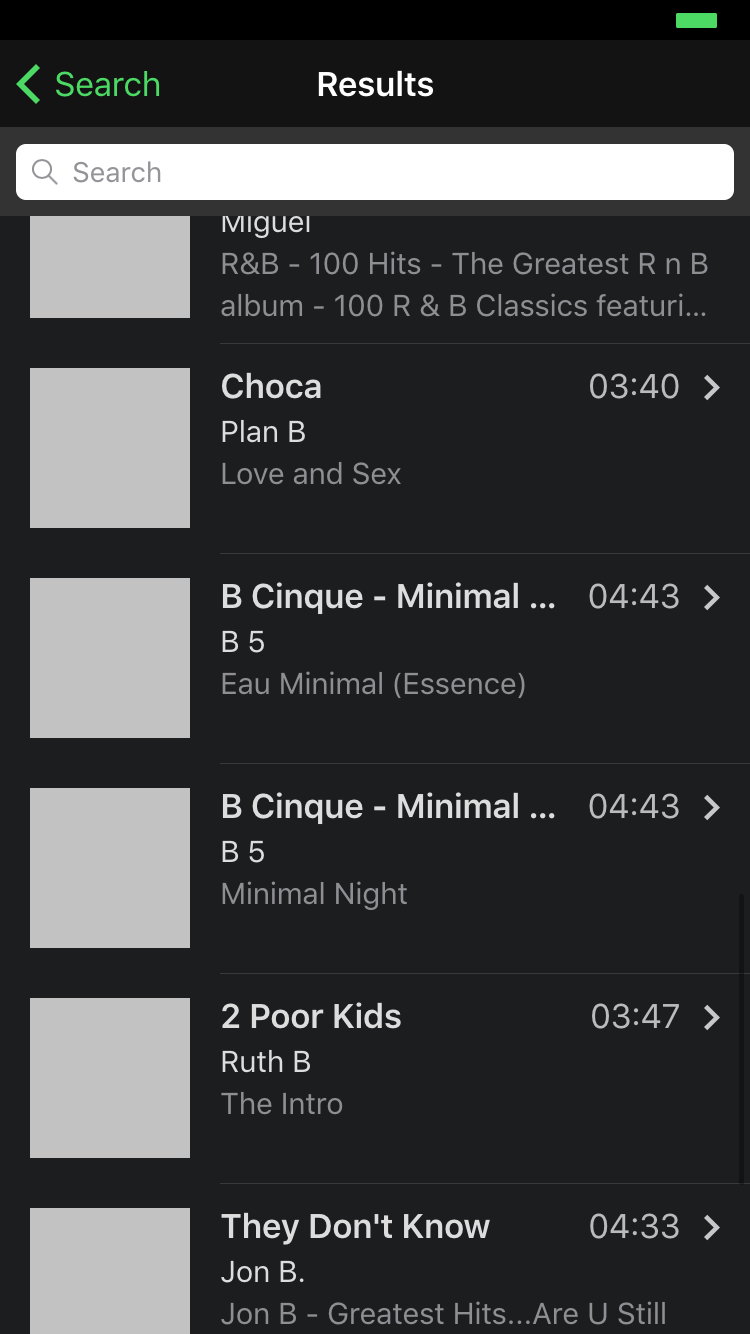 Search
Results
Search
Miguel
R&B - 100 Hits - The Greatest R n B
album - 100 R & B Classics featuri...
Choca
03:40
Plan B
Love and Sex
B Cinque - Minimal ...
04:43
B 5
Eau Minimal (Essence)
B Cinque - Minimal ...
04:43
B 5
Minimal Night
2 Poor Kids
03:47
Ruth B
The Intro
They Don't Know
04:33
Jon B.
Jon B - Greatest Hits...Are U Still